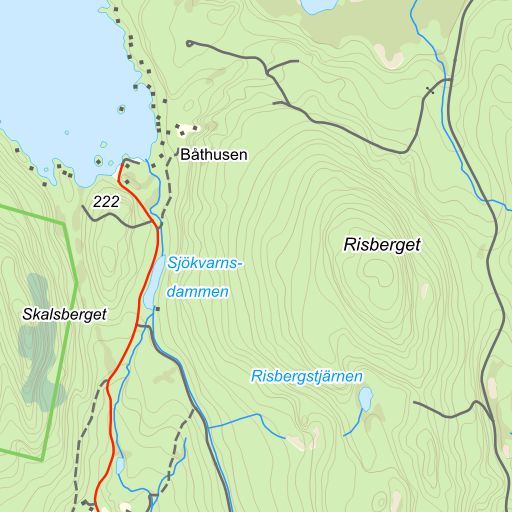 Båthusen
222
Risberget
Sjökvarns-
dammen
Skalsberget
Risbergstjärnen